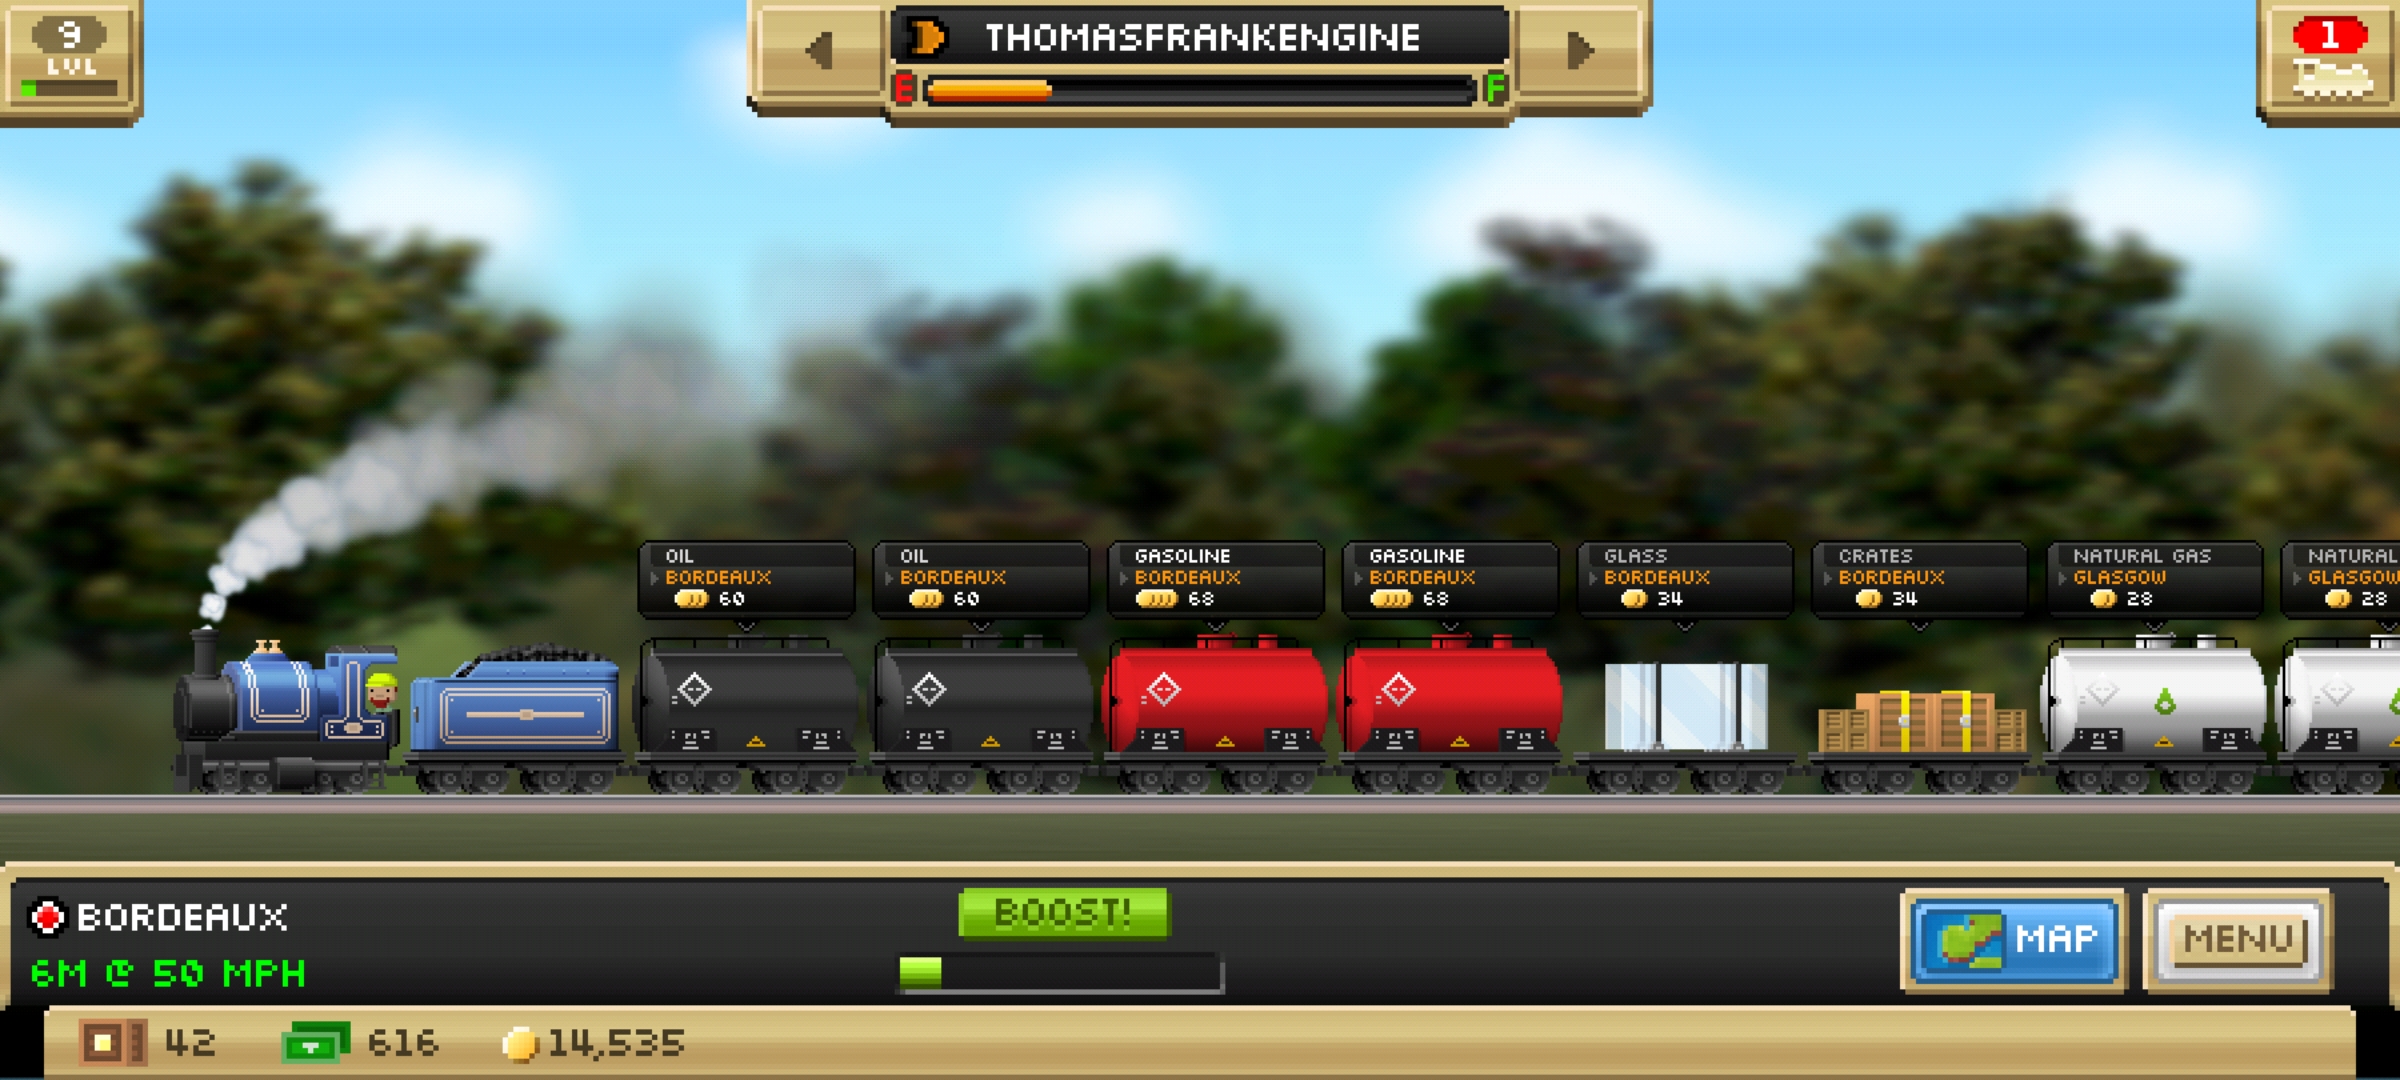 9
LVL
THOMASFRANKENGINE
E F
1
OIL
BORDEAUX
60
OIL
BORDEAUX
60
GASOLINE
BORDEAUX
68
GASOLINE
BORDEAUX
68
GLASS
BORDEAUX
34
CRATES
BORDEAUX
34
NATURAL GAS
GLASGOW
28
NATURAL
GLASGOW
28
BORDEAUX
6M @ 50 MPH
BOOST!
MAP
MENU
42
616
14,535